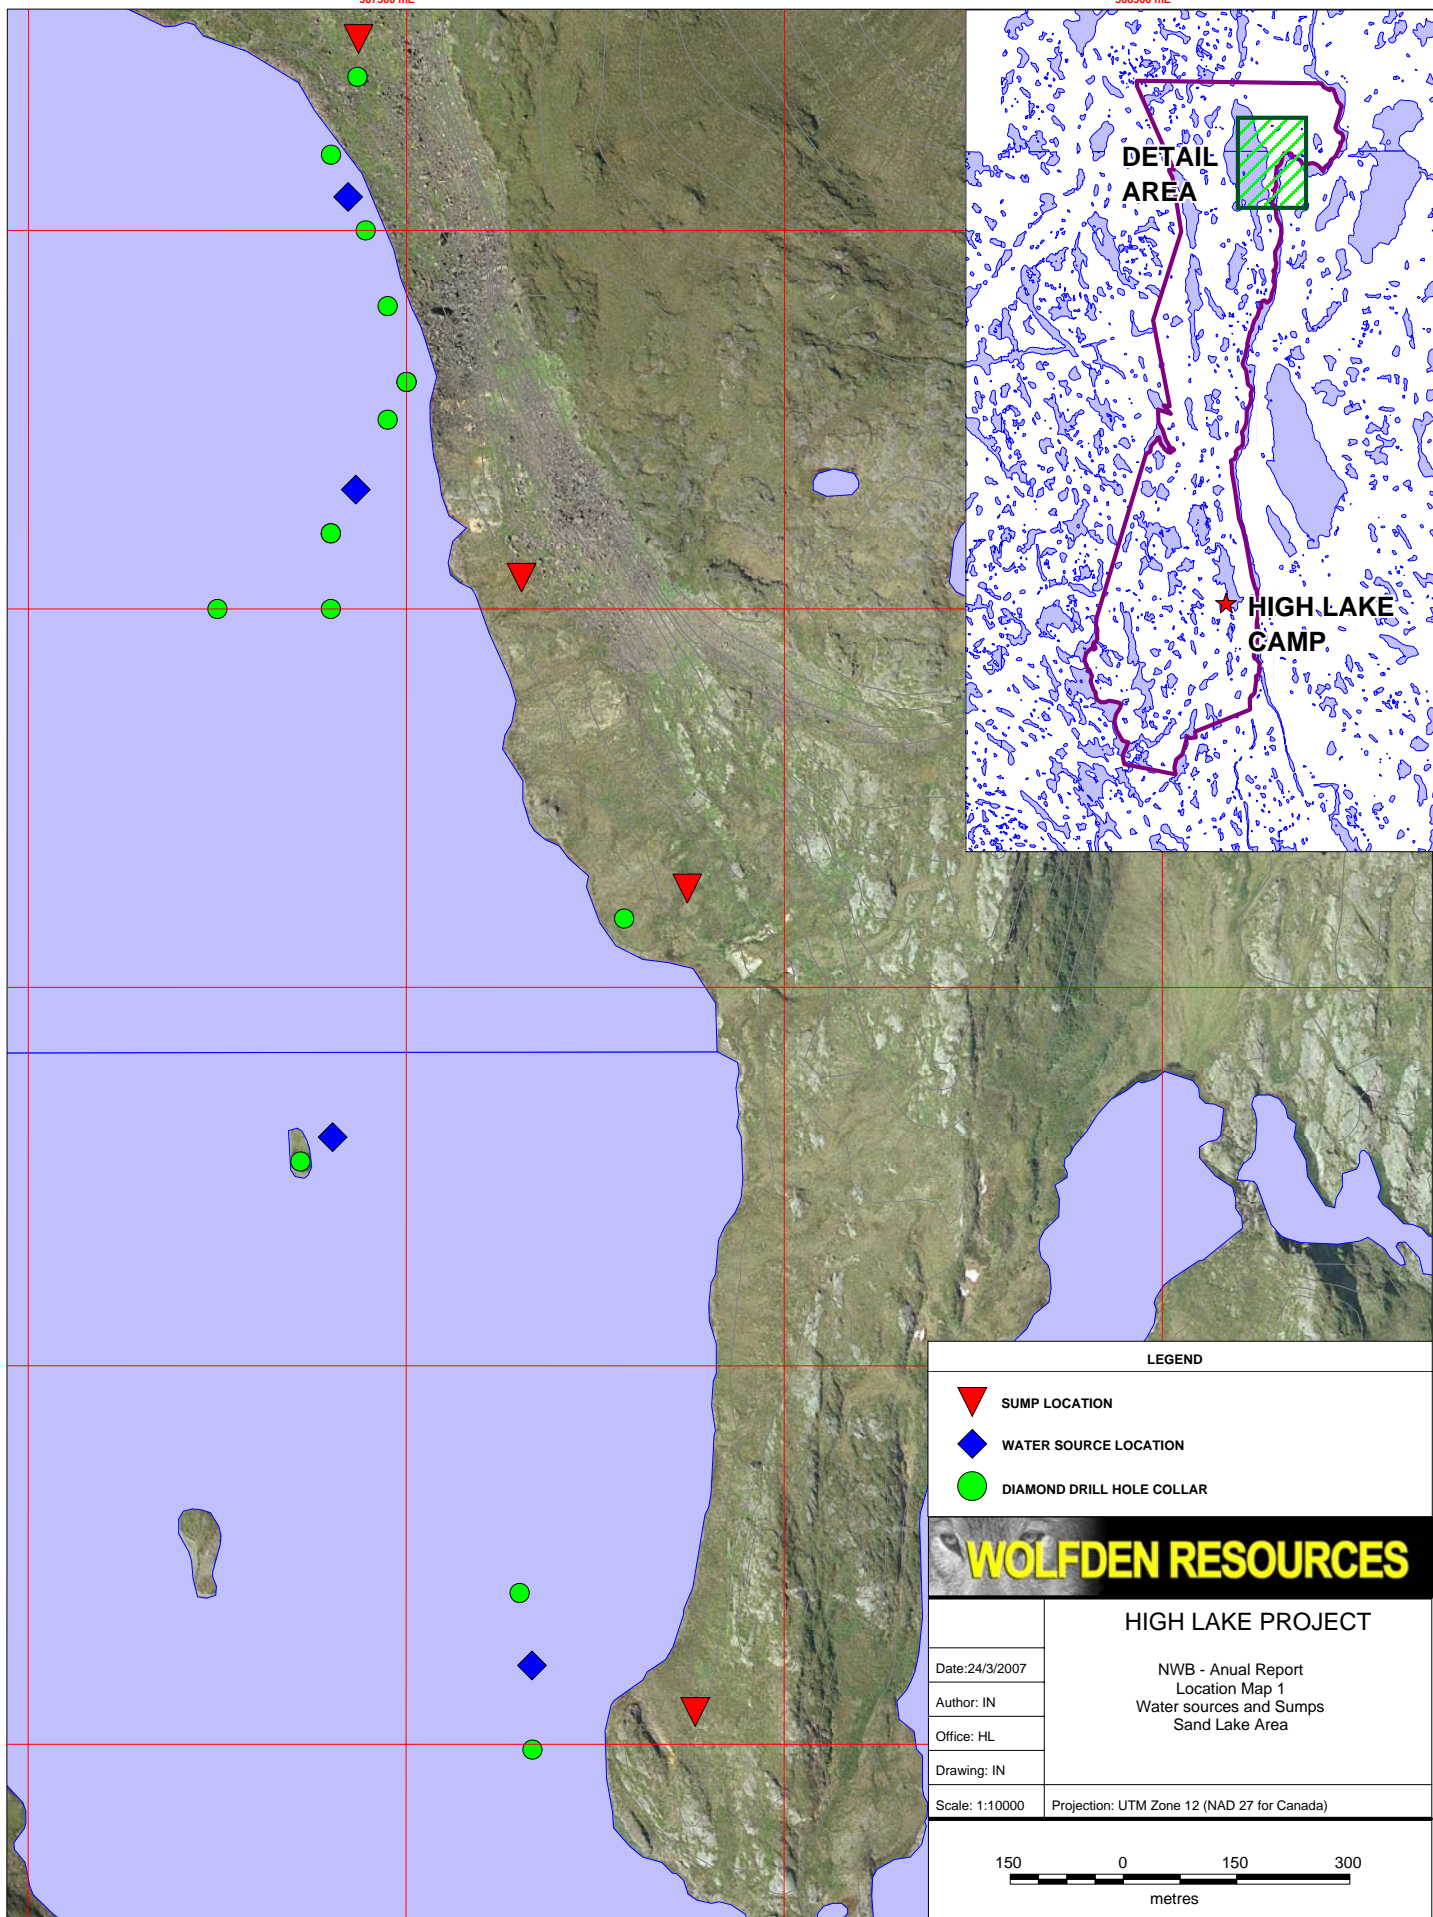 DETAIL
AREA
HIGH LAKE
CAMP
LEGEND
SUMP LOCATION
WATER SOURCE LOCATION
DIAMOND DRILL HOLE COLLAR
WOLFDEN RESOURCES
HIGH LAKE PROJECT
Date:24/3/2007
NWB - Anual Report
Location Map 1
Water sources and Sumps
Sand Lake Area
Author: IN
Office: HL
Drawing: IN
Scale: 1:10000
Projection: UTM Zone 12 (NAD 27 for Canada)
150 0 150 300
metres